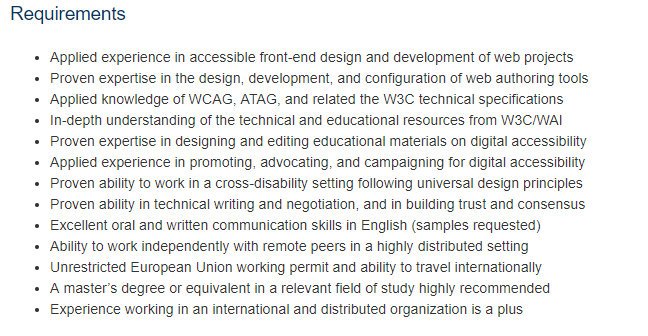 Requirements
• Applied experience in accessible front-end design and development of web projects
• Proven expertise in the design, development, and configuration of web authoring tools
• Applied knowledge of WCAG, ATAG, and related the W3C technical specifications
• In-depth understanding of the technical and educational resources from W3C/WAI
• Proven expertise in designing and editing educational materials on digital accessibility
• Applied experience in promoting, advocating, and campaigning for digital accessibility
• Proven ability to work in a cross-disability setting following universal design principles
• Proven ability in technical writing and negotiation, and in building trust and consensus
• Excellent oral and written communication skills in English (samples requested)
• Ability to work independently with remote peers in a highly distributed setting
• Unrestricted European Union working permit and ability to travel internationally
• A master’s degree or equivalent in a relevant field of study highly recommended
• Experience working in an international and distributed organization is a plus